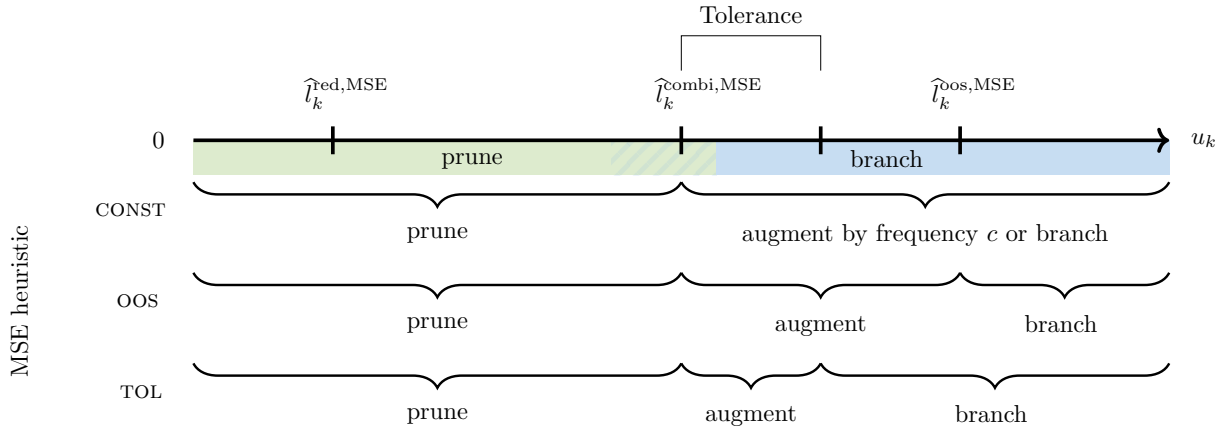 Tolerance
$\widehat{l}_k^{\text{red,MSE}}$ $\widehat{l}_k^{\text{combi,MSE}}$ $\widehat{l}_k^{\text{oos,MSE}}$
0 $u_k$
prune branch
CONST
prune augment by frequency $c$ or branch
OOS
prune augment branch
TOL
prune augment branch
MSE heuristic